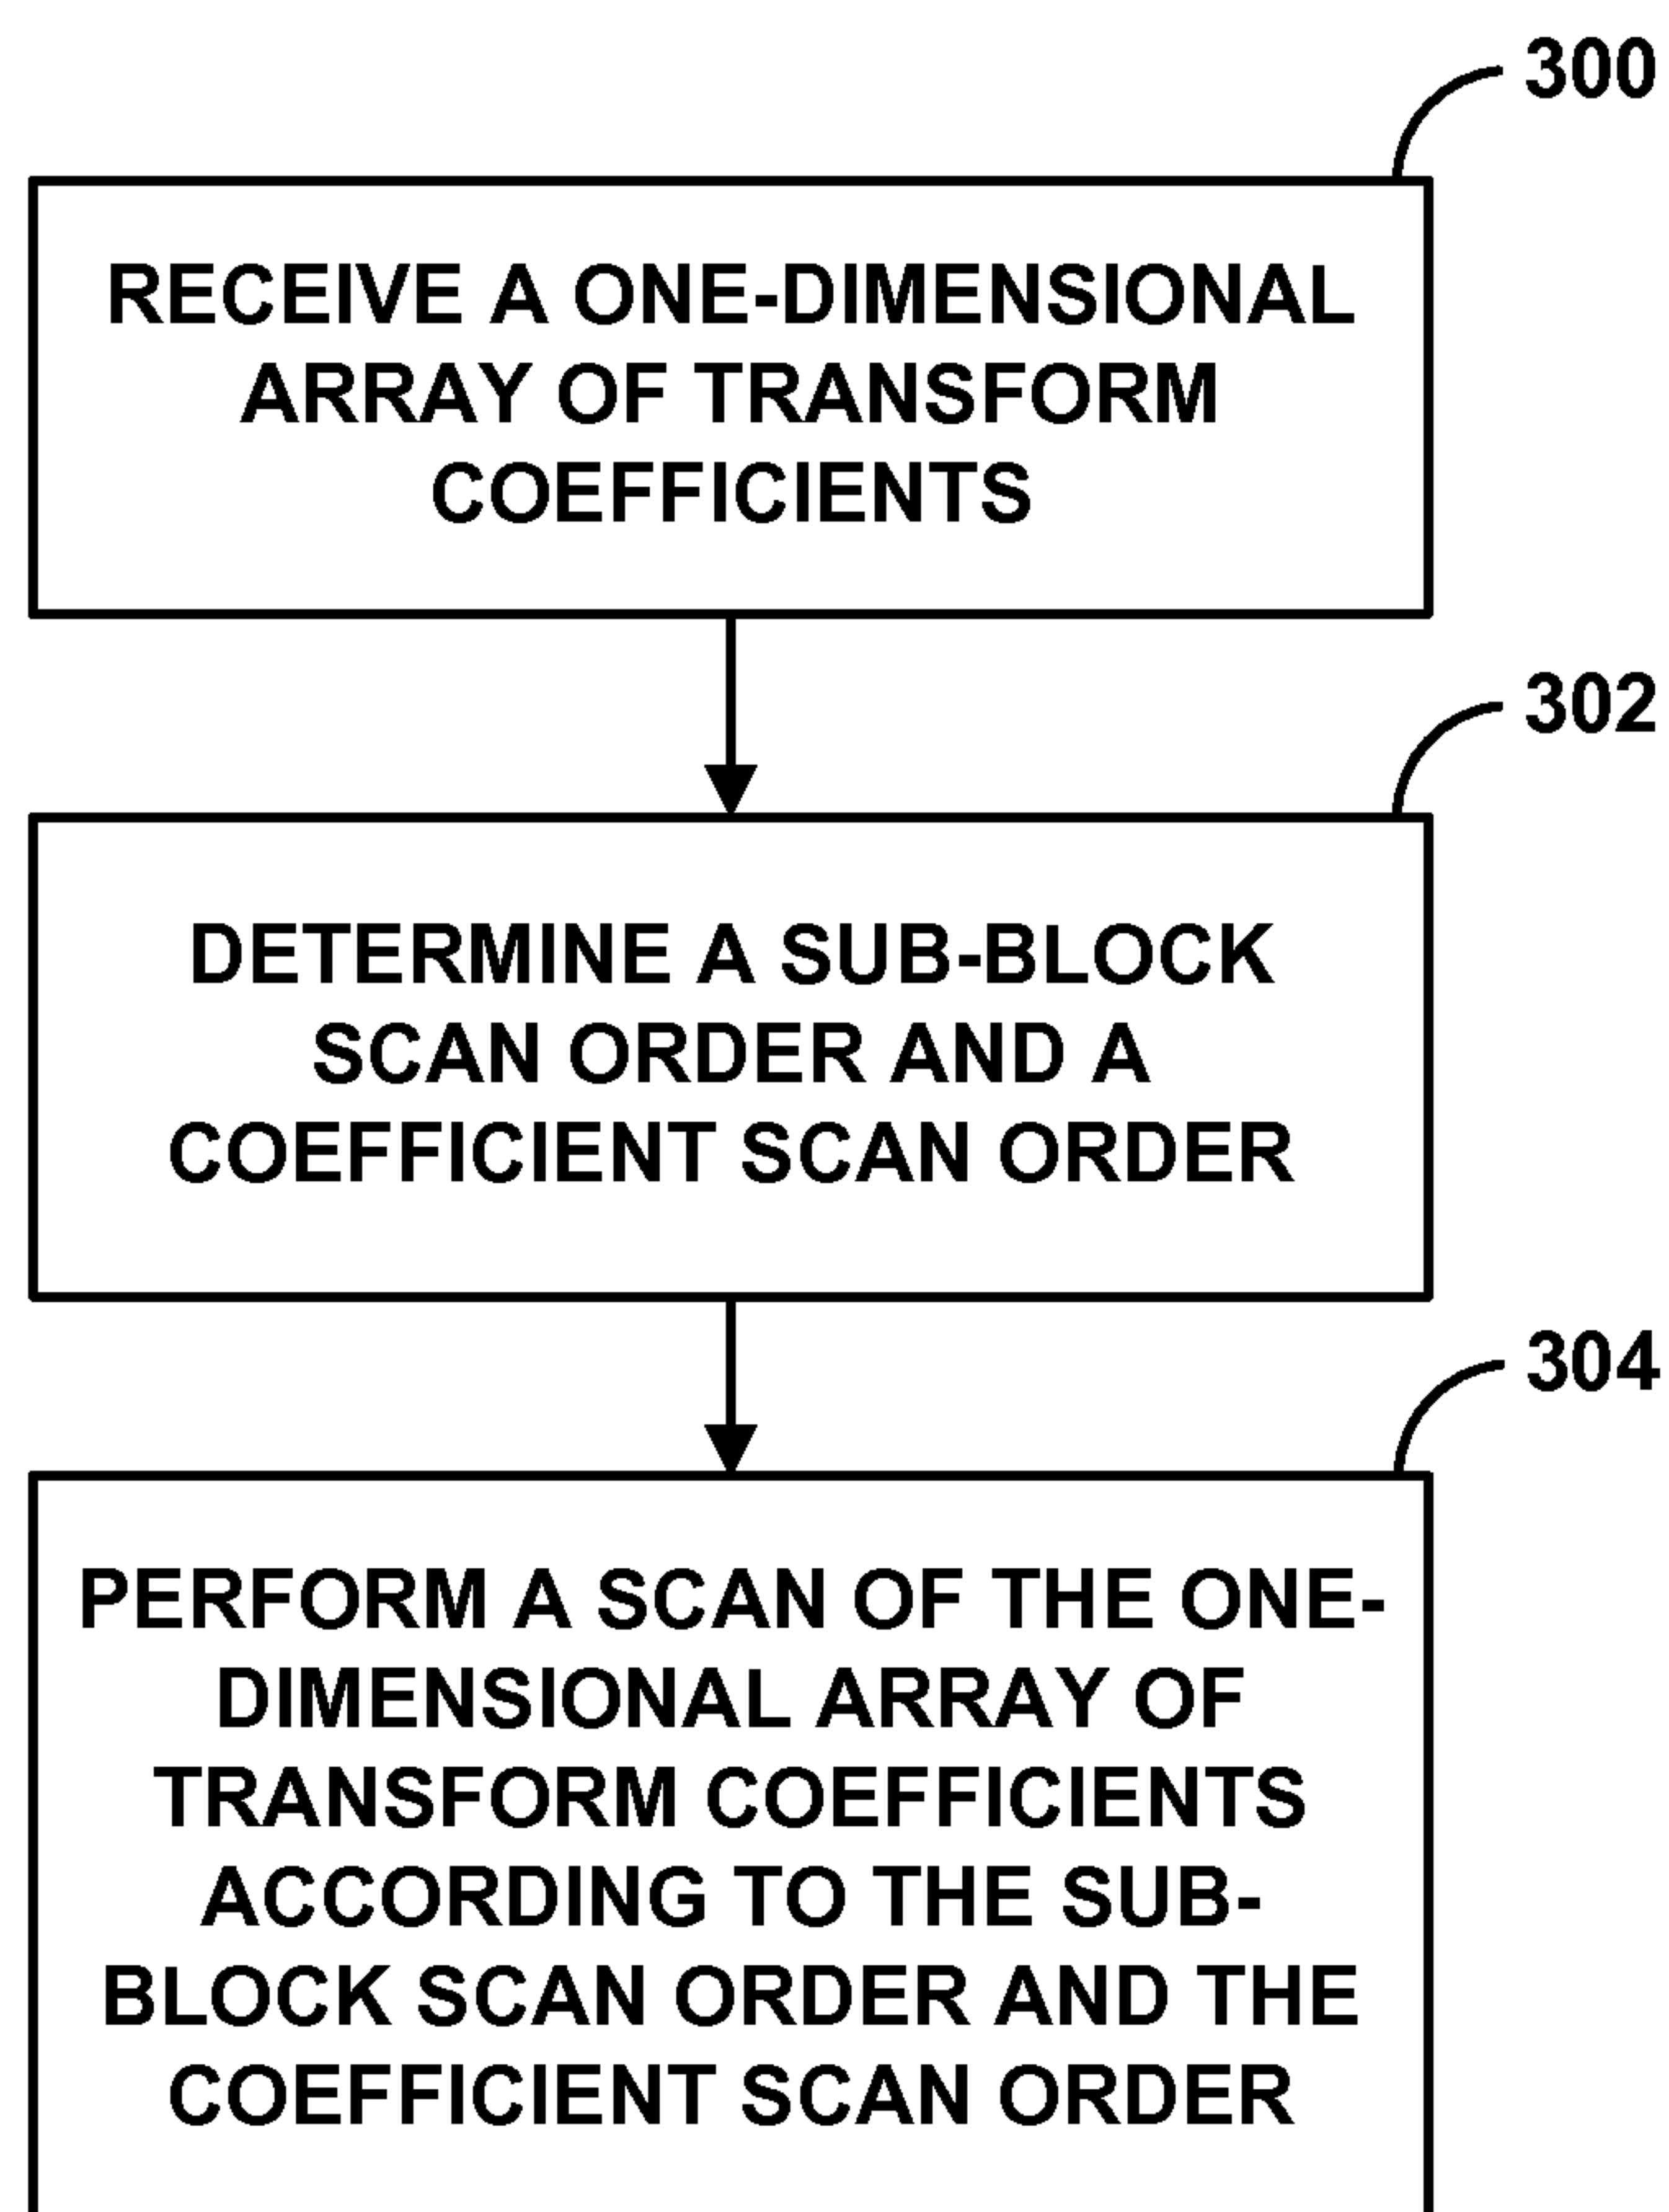 300
RECEIVE A ONE-DIMENSIONAL
ARRAY OF TRANSFORM
COEFFICIENTS
302
DETERMINE A SUB-BLOCK
SCAN ORDER AND A
COEFFICIENT SCAN ORDER
304
PERFORM A SCAN OF THE ONE-
DIMENSIONAL ARRAY OF
TRANSFORM COEFFICIENTS
ACCORDING TO THE SUB-
BLOCK SCAN ORDER AND THE
COEFFICIENT SCAN ORDER